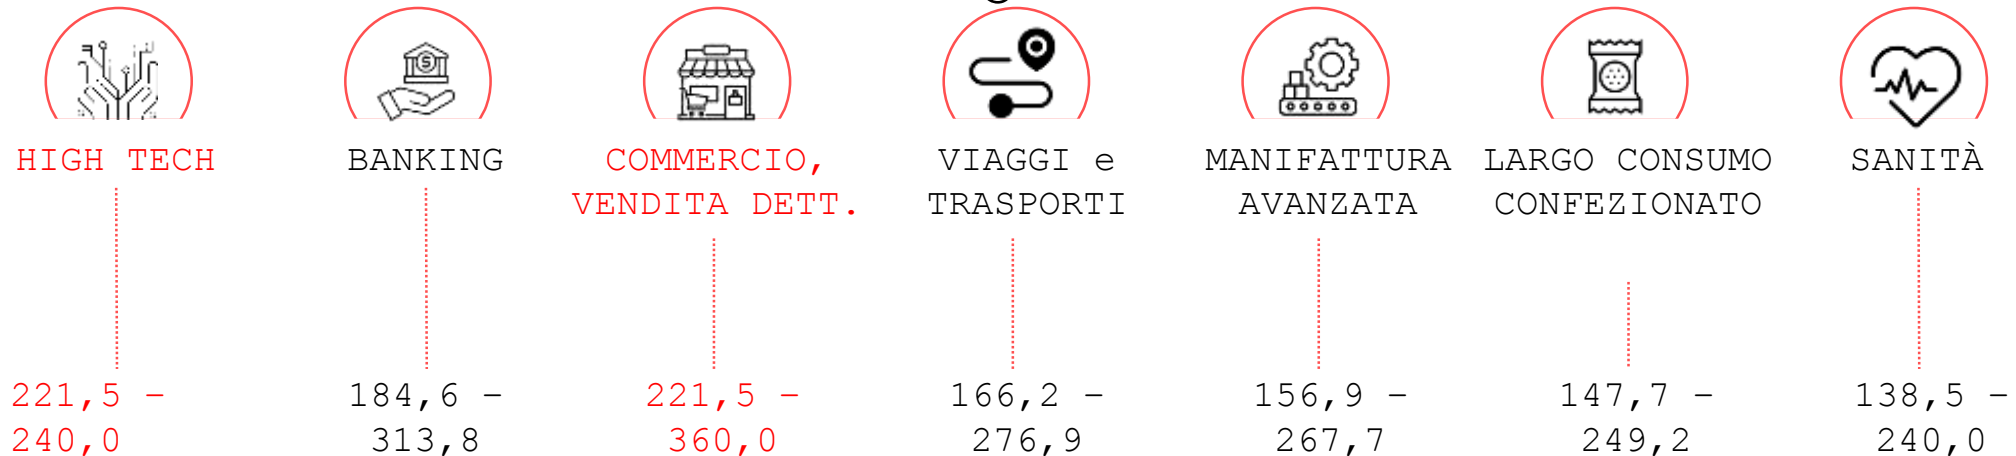 HIGH TECH
BANKING
COMMERCIO,
VENDITA DETT.
VIAGGI e
TRASPORTI
MANIFATTURA
AVANZATA
LARGO CONSUMO
CONFEZIONATO
SANITÀ
221,5 –
240,0
184,6 –
313,8
221,5 –
360,0
166,2 –
276,9
156,9 –
267,7
147,7 –
249,2
138,5 –
240,0